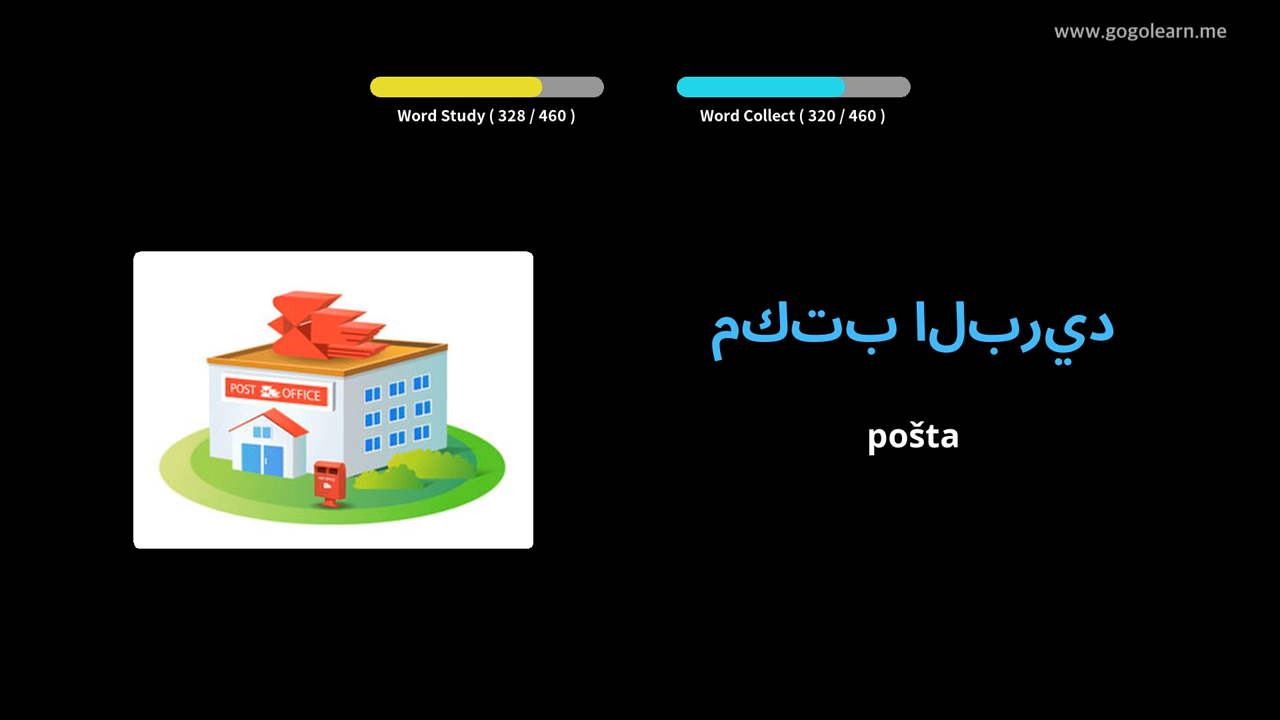 www.gogolearn.me
Word Study ( 328 / 460 )
Word Collect ( 320 / 460 )
POST OFFICE
مكتب البريد
pošta